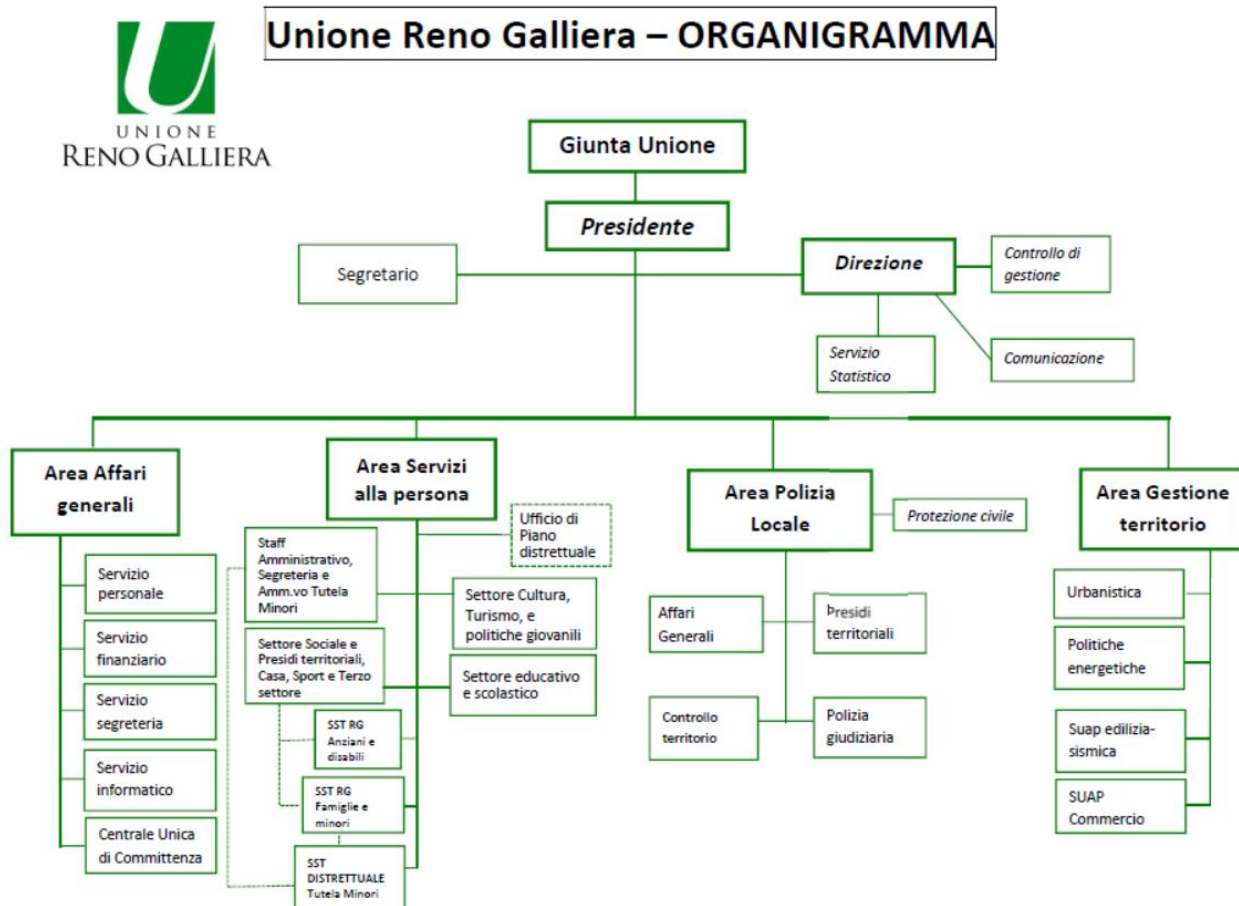 Unione Reno Galliera – ORGANIGRAMMA
UNIONE
RENO GALLIERA
Giunta Unione
Presidente
Segretario
Direzione
Controllo di
gestione
Servizio
Statistico
Comunicazione
Area Affari
generali
Servizio
personale
Servizio
finanziario
Servizio
segreteria
Servizio
informatico
Centrale Unica
di Committenza
Area Servizi
alla persona
Ufficio di
Piano
distrettuale
Staff
Amministrativo,
Segreteria e
Amm.vo Tutela
Minori
Settore Cultura,
Turismo, e
politiche giovanili
Settore Sociale e
Presidi territoriali,
Casa, Sport e Terzo
settore
Settore educativo
e scolastico
SST RG
Anziani e
disabili
SST RG
Famiglie e
minori
SST
DISTRETTUALE
Tutela Minori
Area Polizia
Locale
Protezione civile
Affari
Generali
Presidi
territoriali
Controllo
territorio
Polizia
giudiziaria
Area Gestione
territorio
Urbanistica
Politiche
energetiche
Suap edilizia-
sismica
SUAP
Commercio